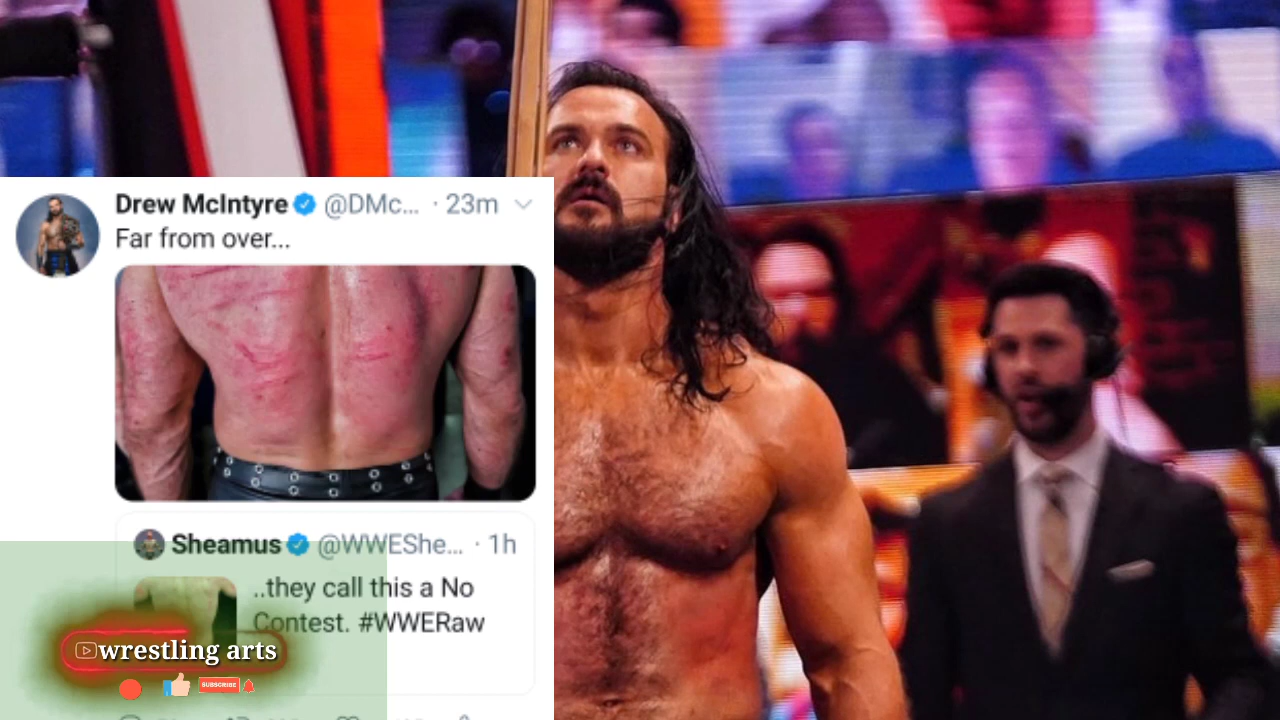 Drew McIntyre @DMc... · 23m
Far from over...
Sheamus @WWEShe... · 1h
..they call this a No
Contest. #WWERaw
wrestling arts
SUBSCRIBE